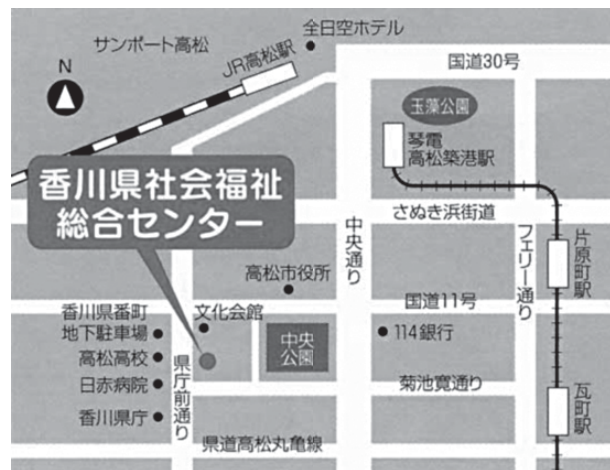 全日空ホテル
サンポート高松
JR高松駅
国道30号
N
玉藻公園
琴電
高松築港駅
香川県社会福祉
総合センター
さぬき浜街道
中央通り
フェリー通り
片原町駅
高松市役所
香川県番町
地下駐車場
文化会館
国道11号
中央
公園
114銀行
高松高校
日赤病院
香川県庁
県庁前通り
菊池寛通り
瓦町駅
県道高松丸亀線